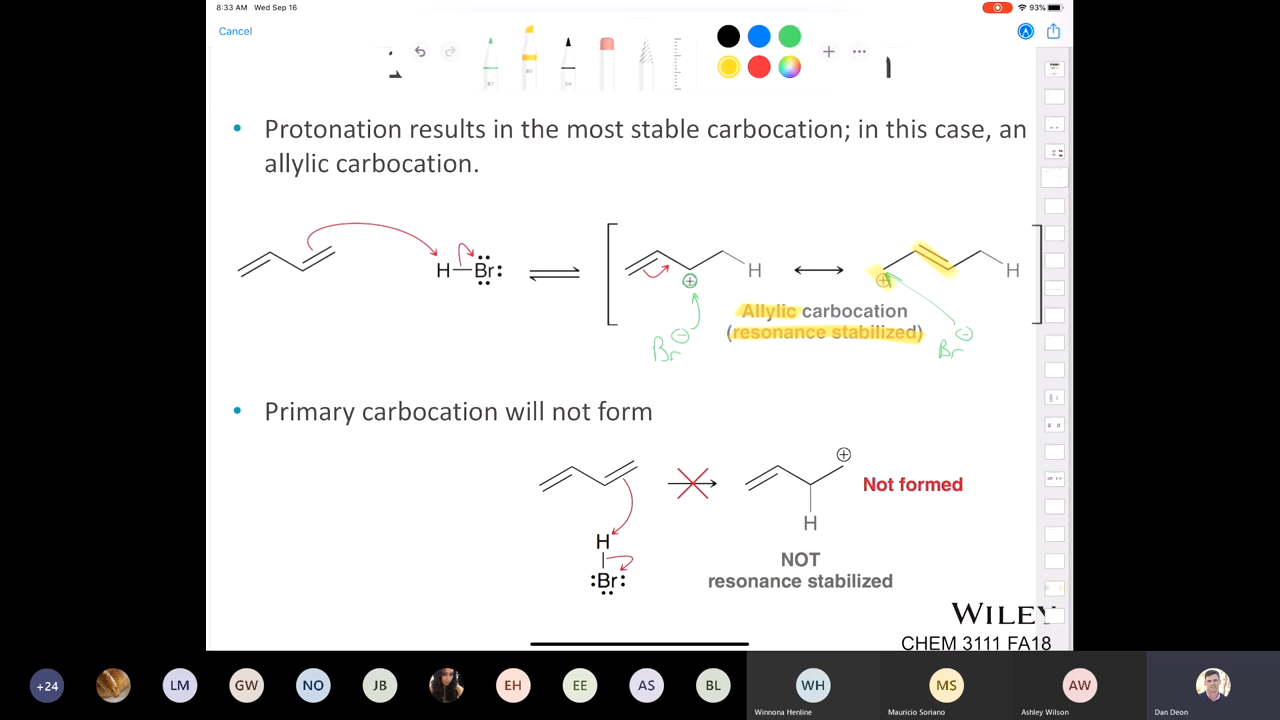 8:33 AM Wed Sep 16
93%
Cancel
• Protonation results in the most stable carbocation; in this case, an
allylic carbocation.
H Br
H
H
Allylic carbocation
(resonance stabilized)
Br
Br
• Primary carbocation will not form
Not formed
H
H
Br
NOT
resonance stabilized
WILEY
CHEM 3111 FA18
+24
LM
GW
NO
JB
EH
EE
AS
BL
WH
MS
AW
Winnona Henline
Mauricio Soriano
Ashley Wilson
Dan Deon